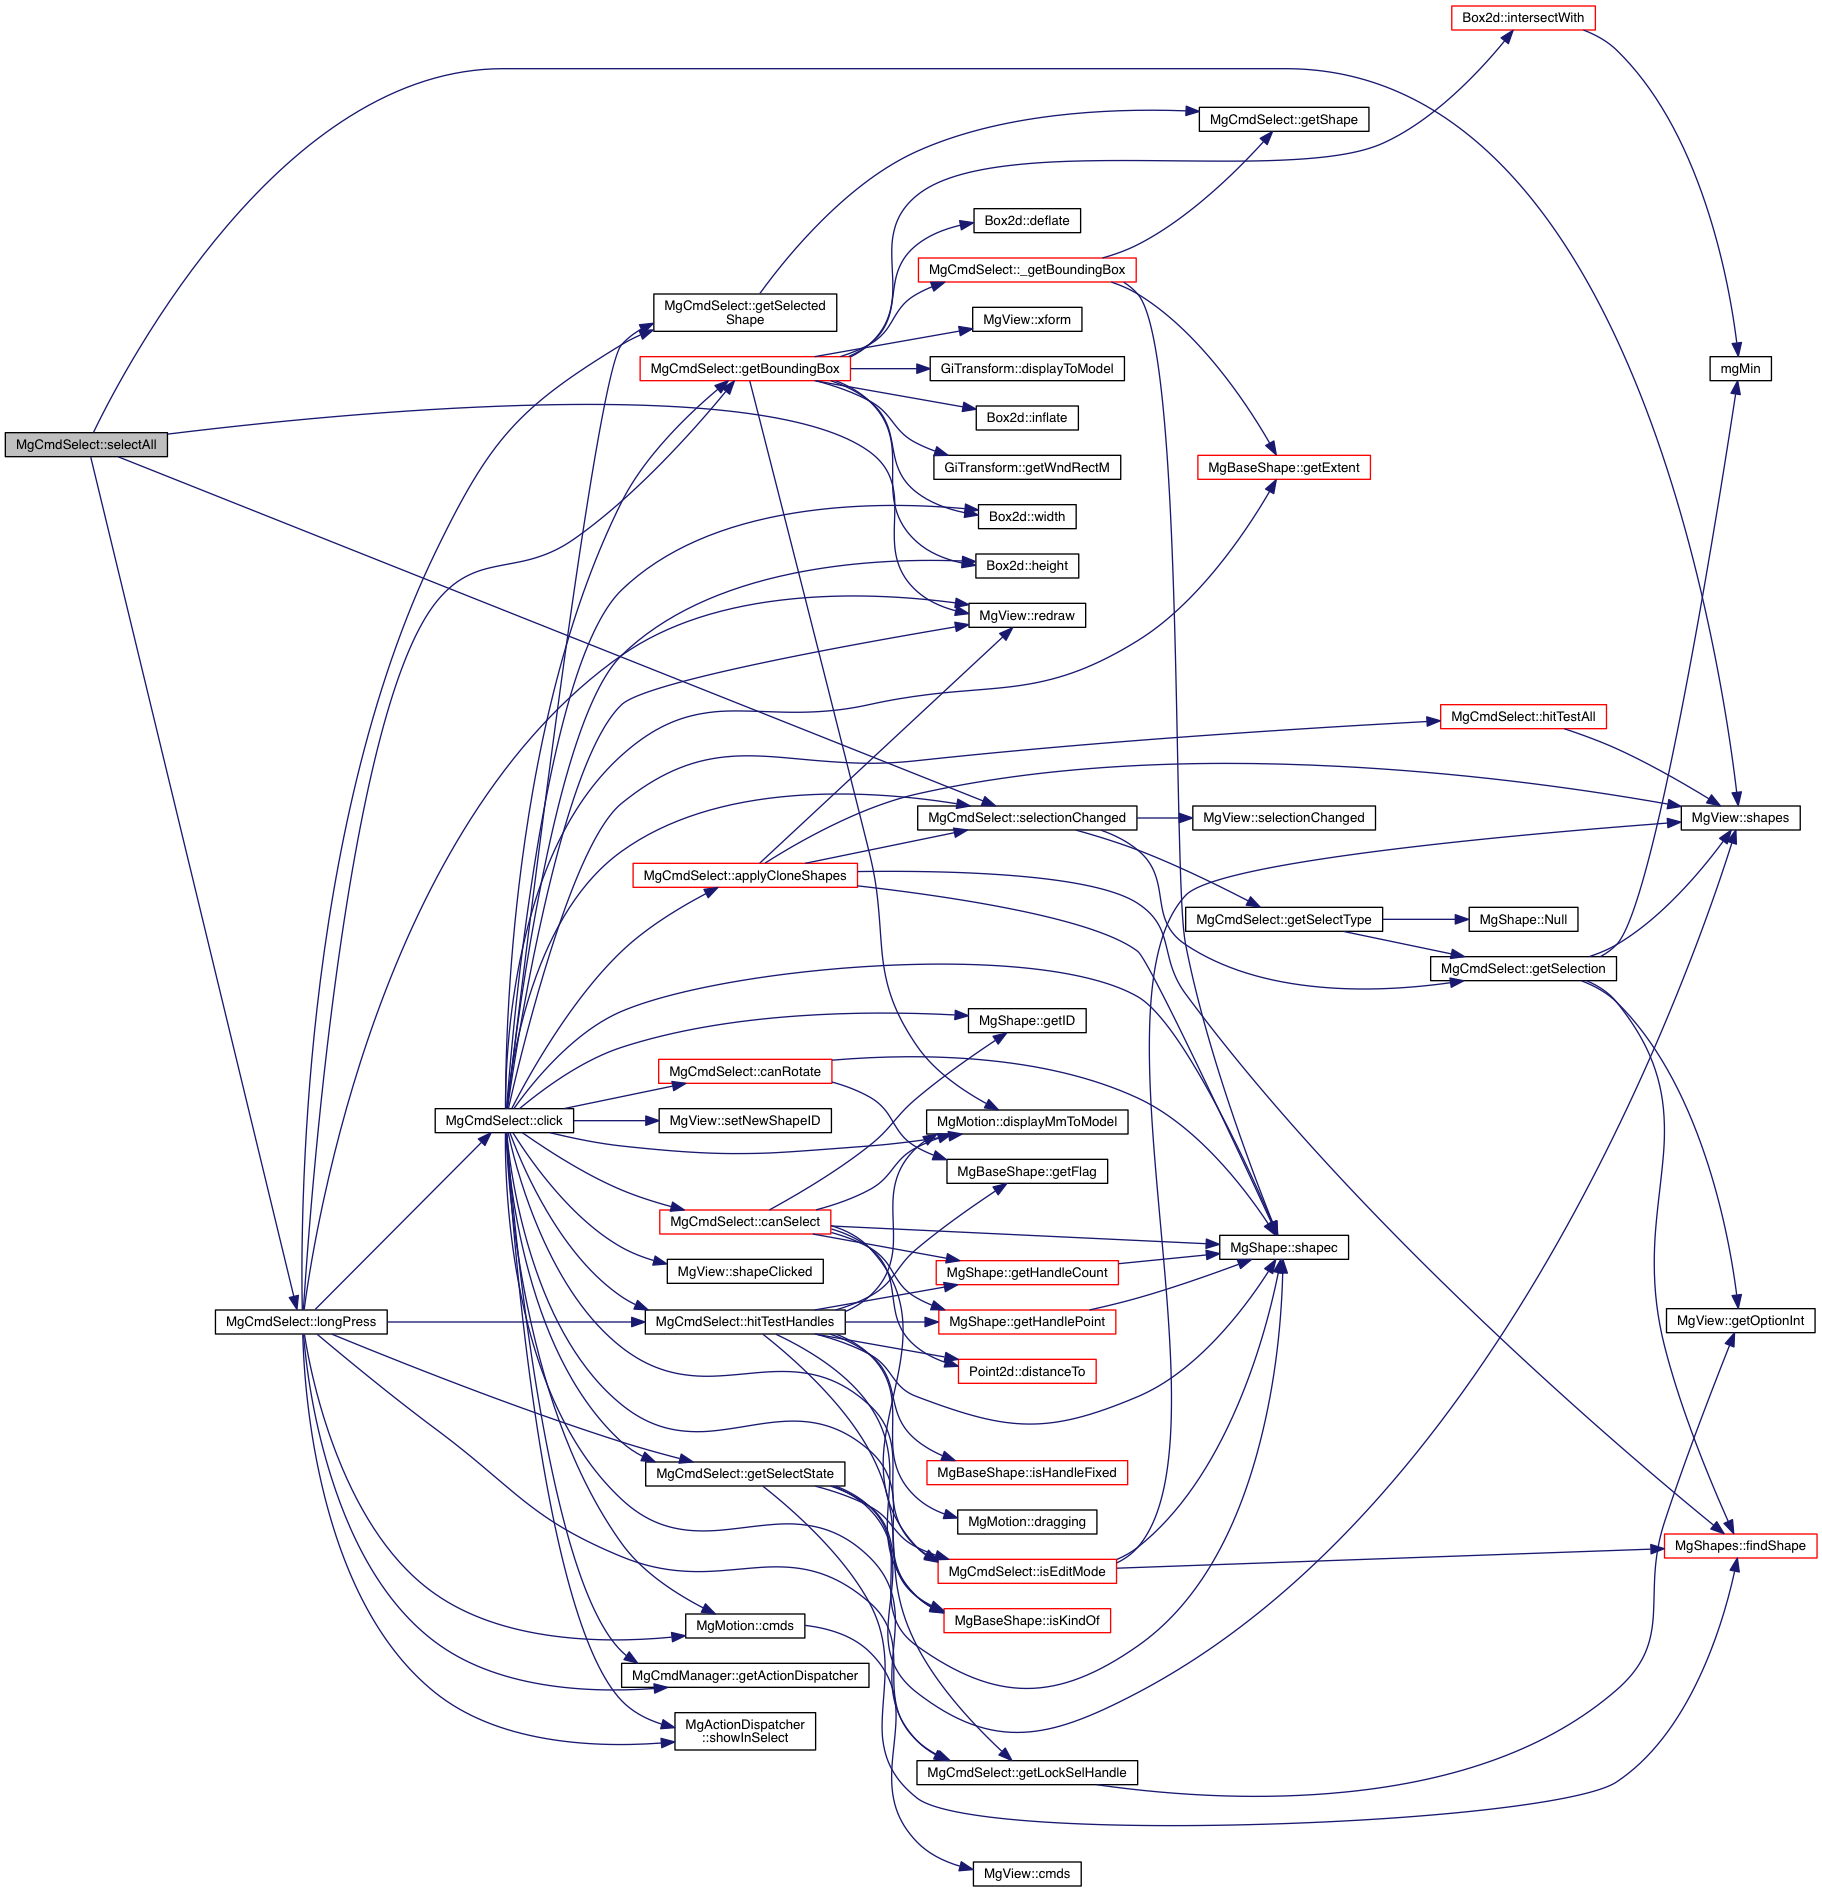 Box2d::intersectWith
MgCmdSelect::getShape
Box2d::deflate
MgCmdSelect::_getBoundingBox
MgCmdSelect::getSelected
Shape
MgView::xform
MgCmdSelect::getBoundingBox
GiTransform::displayToModel
mgMin
Box2d::inflate
MgCmdSelect::selectAll
GiTransform::getWndRectM
MgBaseShape::getExtent
Box2d::width
Box2d::height
MgView::redraw
MgCmdSelect::hitTestAll
MgCmdSelect::selectionChanged
MgView::selectionChanged
MgView::shapes
MgCmdSelect::applyCloneShapes
MgCmdSelect::getSelectType
MgShape::Null
MgCmdSelect::getSelection
MgShape::getID
MgCmdSelect::canRotate
MgCmdSelect::click
MgView::setNewShapeID
MgMotion::displayMmToModel
MgBaseShape::getFlag
MgCmdSelect::canSelect
MgShape::shapec
MgView::shapeClicked
MgShape::getHandleCount
MgCmdSelect::longPress
MgCmdSelect::hitTestHandles
MgShape::getHandlePoint
MgView::getOptionInt
Point2d::distanceTo
MgCmdSelect::getSelectState
MgBaseShape::isHandleFixed
MgMotion::dragging
MgShapes::findShape
MgCmdSelect::isEditMode
MgBaseShape::isKindOf
MgMotion::cmds
MgCmdManager::getActionDispatcher
MgActionDispatcher
::showInSelect
MgCmdSelect::getLockSelHandle
MgView::cmds